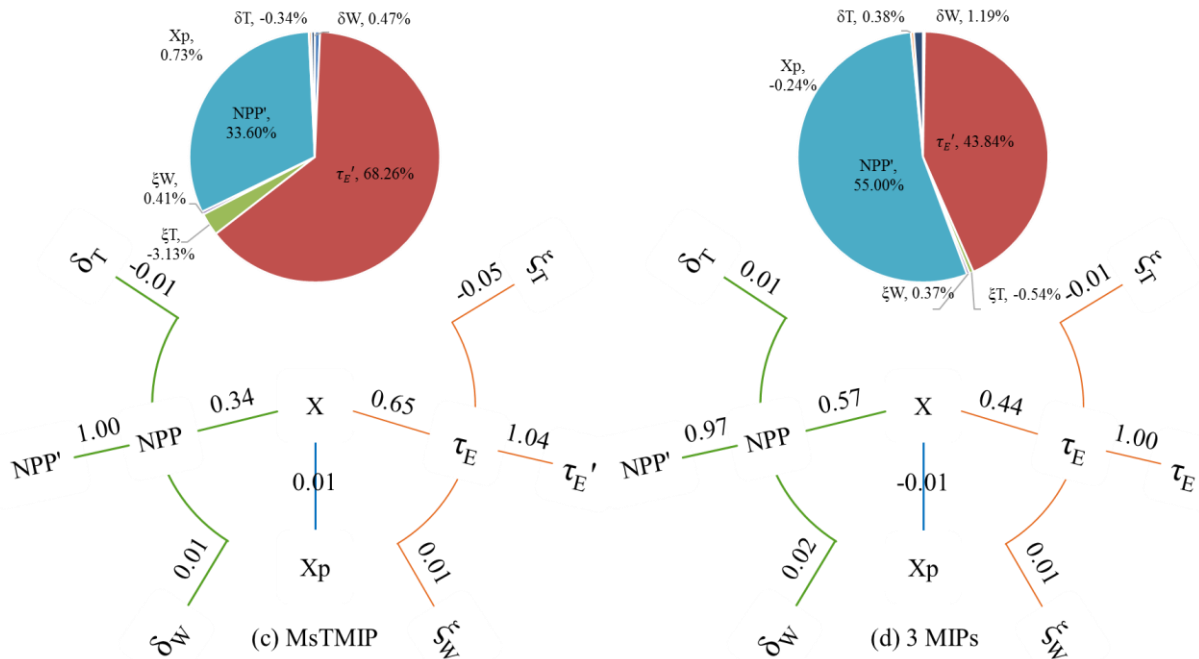 δT, -0.34%
δW, 0.47%
Xp,
0.73%
NPP',
33.60%
τE', 68.26%
ξW,
0.41%
ξT,
-3.13%
δT
-0.01
-0.05
ξT
1.00
0.34
X
0.65
1.04
NPP'
NPP
τE
τE'
0.01
0.01
Xp
0.01
δW
(c) MsTMIP
ξW
δT, 0.38%
δW, 1.19%
Xp,
-0.24%
τE', 43.84%
NPP',
55.00%
ξW, 0.37%
ξT, -0.54%
δT
0.01
-0.01
ξT
0.97
0.57
X
0.44
1.00
NPP'
NPP
τE
τE
-0.01
0.02
Xp
0.01
δW
(d) 3 MIPs
ξW